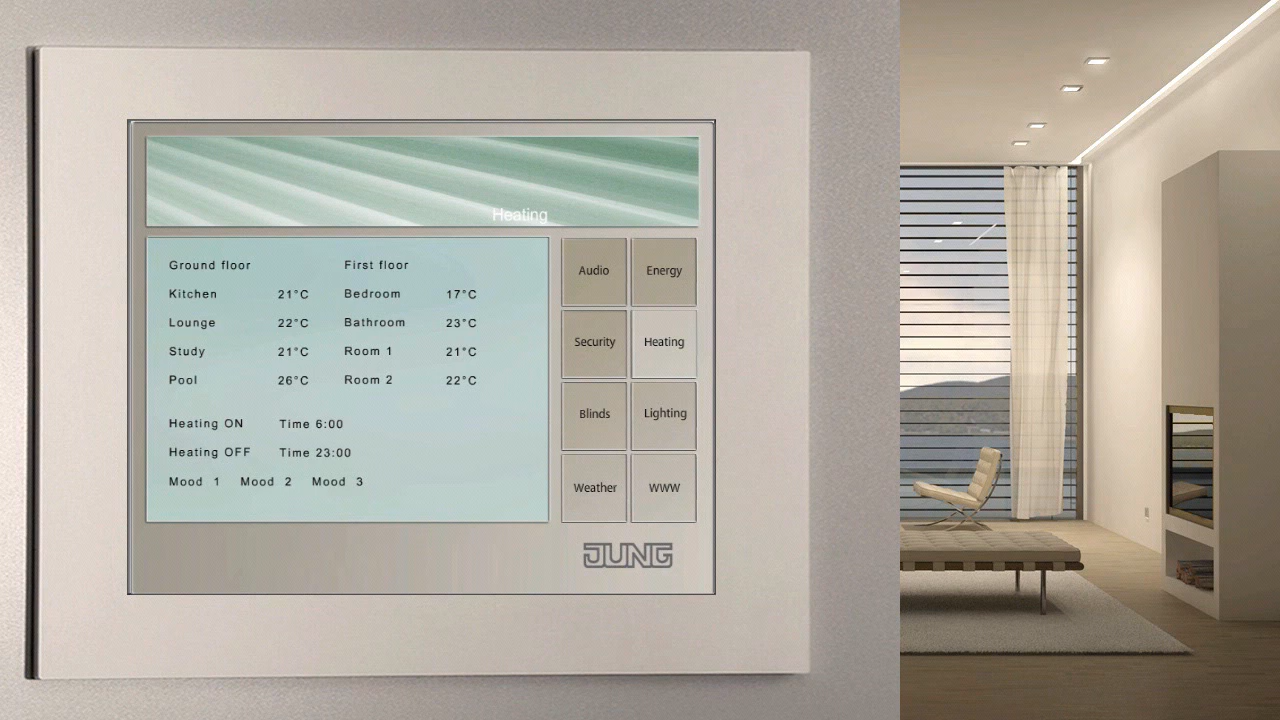 Heating
Ground floor First floor
Kitchen 21°C Bedroom 17°C
Lounge 22°C Bathroom 23°C
Study 21°C Room 1 21°C
Pool 26°C Room 2 22°C
Heating ON Time 6:00
Heating OFF Time 23:00
Mood 1 Mood 2 Mood 3
Audio Energy
Security Heating
Blinds Lighting
Weather WWW
JUNG